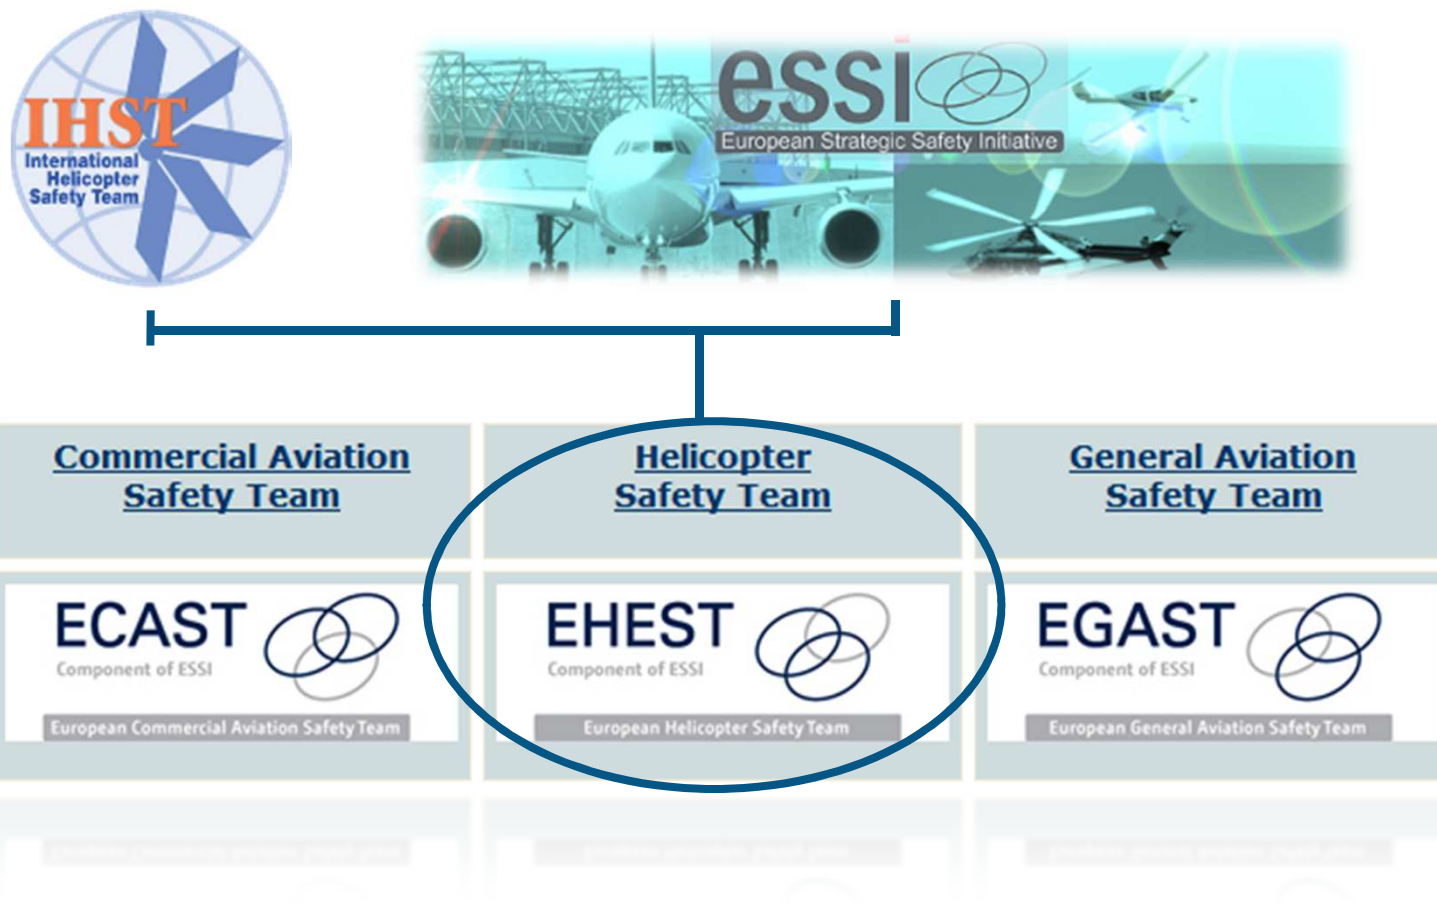 IHST
International
Helicopter
Safety Team
essi
European Strategic Safety Initiative
Commercial Aviation
Safety Team
Helicopter
Safety Team
General Aviation
Safety Team
ECAST
Component of ESSI
European Commercial Aviation Safety Team
EHEST
Component of ESSI
European Helicopter Safety Team
EGAST
Component of ESSI
European General Aviation Safety Team